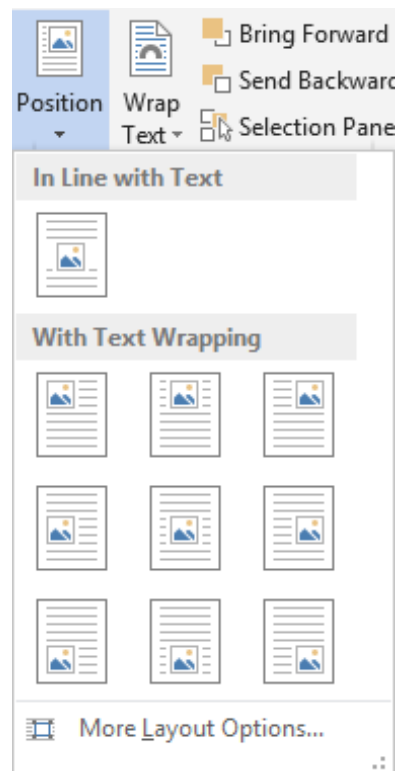 Bring Forward
Send Backward
Position
Wrap
Text
Selection Pane
In Line with Text
With Text Wrapping
More Layout Options...